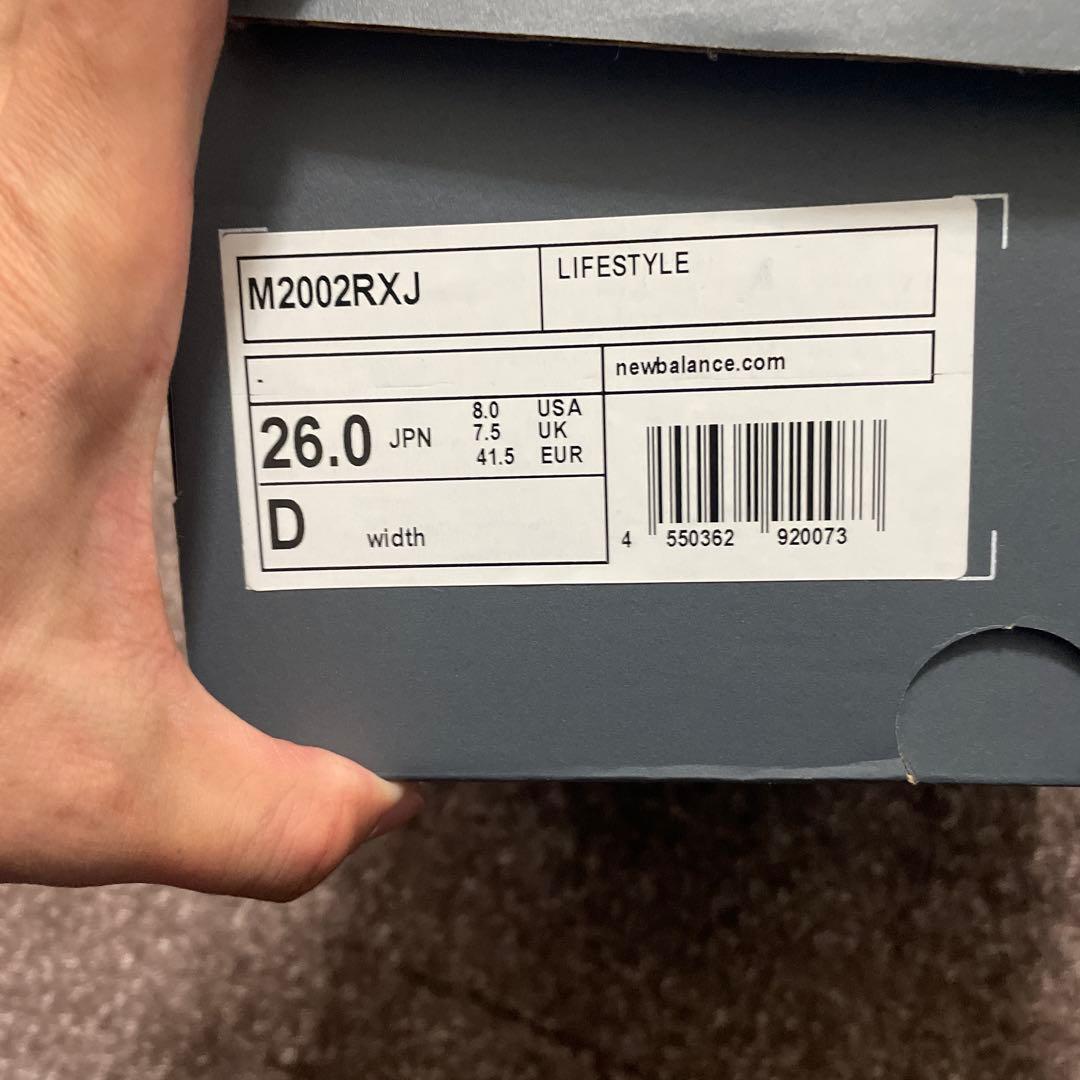 M2002RXJ
LIFESTYLE
-
newbalance.com
26.0 JPN
8.0 USA
7.5 UK
41.5 EUR
D width
4 550362 920073